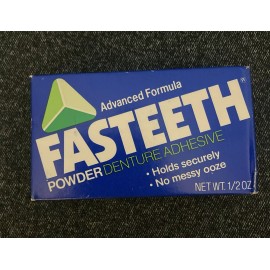 Advanced Formula
FASTEETH®
POWDER DENTURE ADHESIVE
• Holds securely
• No messy ooze
NET WT. 1/2 OZ.